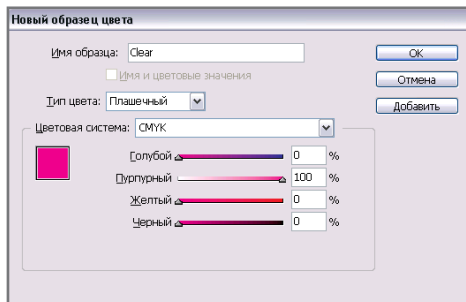 Новый образец цвета
Имя образца: Clear
Имя и цветовые значения
Тип цвета: Плашечный
Цветовая система: CMYK
Голубой 0 %
Пурпурный 100 %
Желтый 0 %
Черный 0 %
ОК
Отмена
Добавить